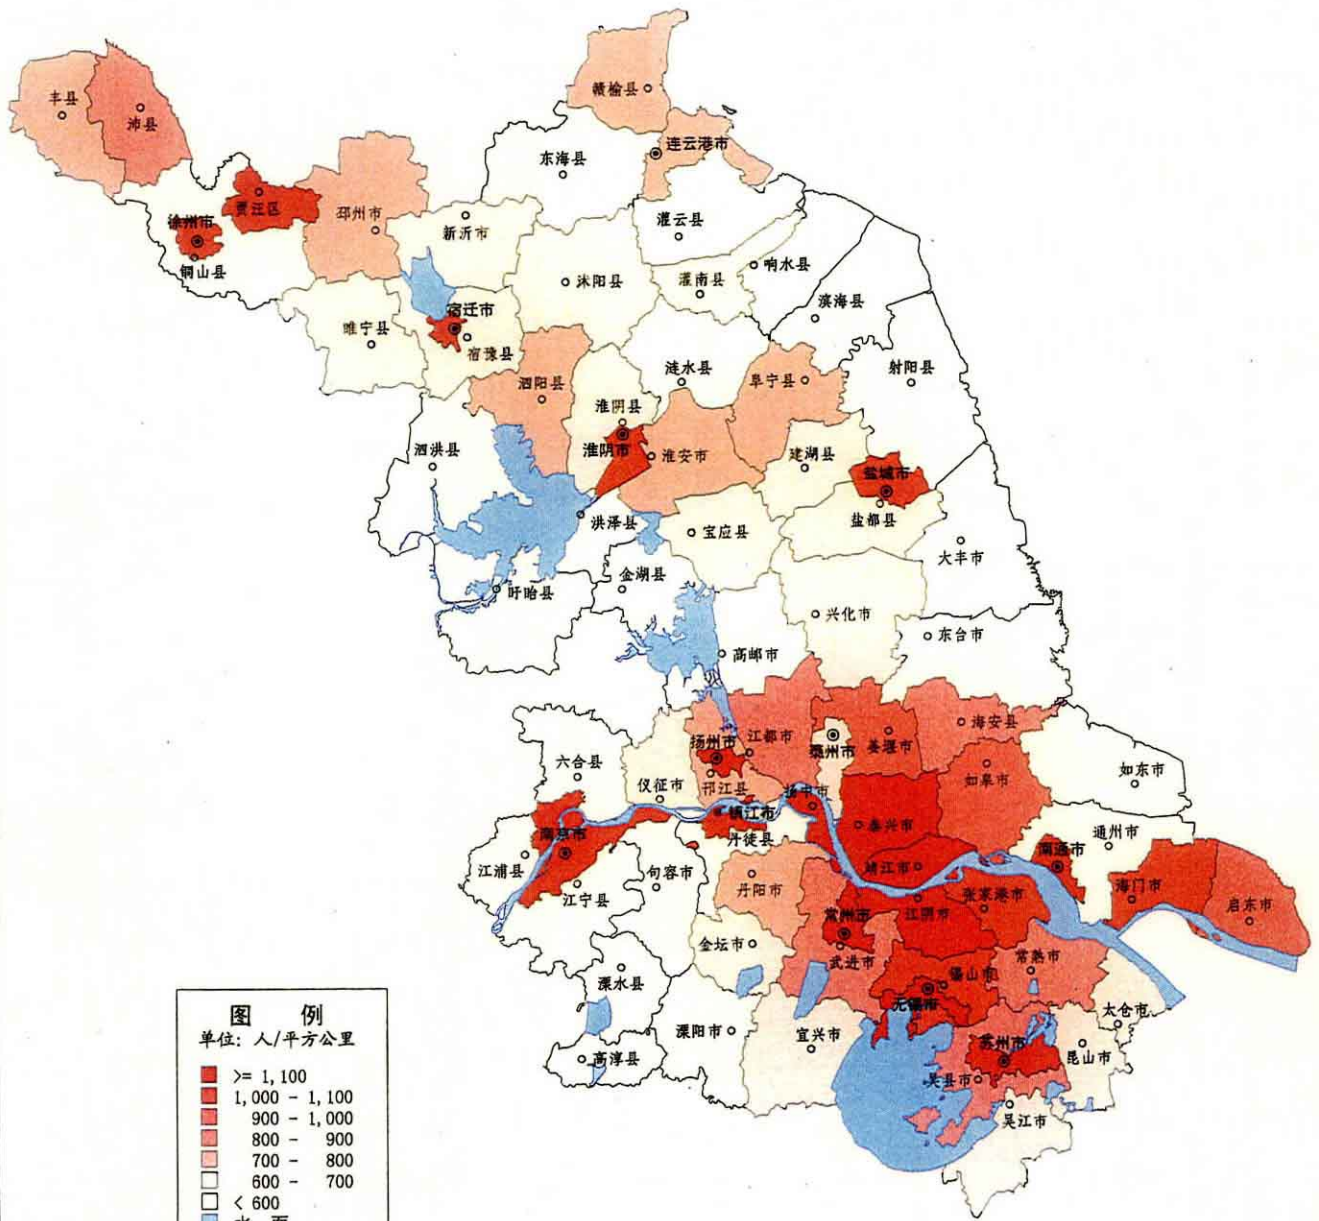 赣榆县
丰县
沛县
连云港市
东海县
贾汪区
徐州市
邳州市
新沂市
灌云县
铜山县
沭阳县
灌南县
响水县
宿迁市
滨海县
睢宁县
宿豫县
泗阳县
涟水县
阜宁县
射阳县
淮阴县
淮阴市
淮安市
泗洪县
建湖县
盐城市
洪泽县
宝应县
盐都县
大丰市
金湖县
盱眙县
兴化市
东台市
高邮市
海安县
扬州市
江都市
泰州市
姜堰市
六合县
仪征市
邗江县
扬中市
如皋市
如东市
镇江市
南京市
丹徒县
泰兴市
通州市
江浦县
句容市
靖江市
南通市
江宁县
丹阳市
张家港市
海门市
启东市
常州市
江阴市
金坛市
武进市
常熟市
锡山市
溧水县
无锡市
太仓市
溧阳市
宜兴市
苏州市
昆山市
高淳县
吴县市
吴江市
图 例
单位: 人/平方公里
>= 1,100
1,000 - 1,100
900 - 1,000
800 - 900
700 - 800
600 - 700
< 600
水 面